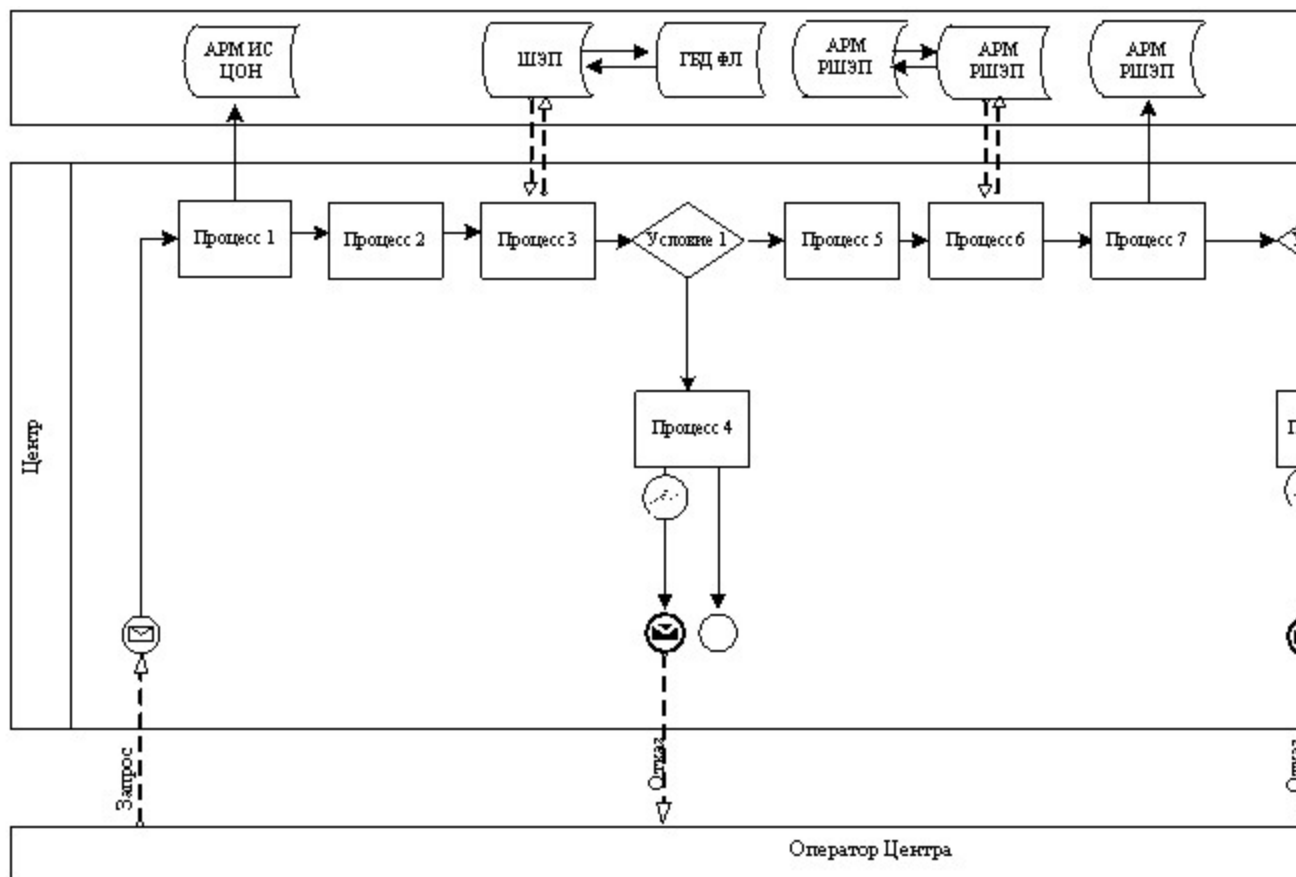 АРМ ИС
ЦОН
ШЭП
ГБД ФЛ
АРМ
РШЭП
АРМ
РШЭП
АРМ
РШЭП
Процесс 1
Процесс 2
Процесс 3
Условие 1
Процесс 5
Процесс 6
Процесс 7
Процесс 4
Центр
Запрос
Отказ
Отказ
Оператор Центра